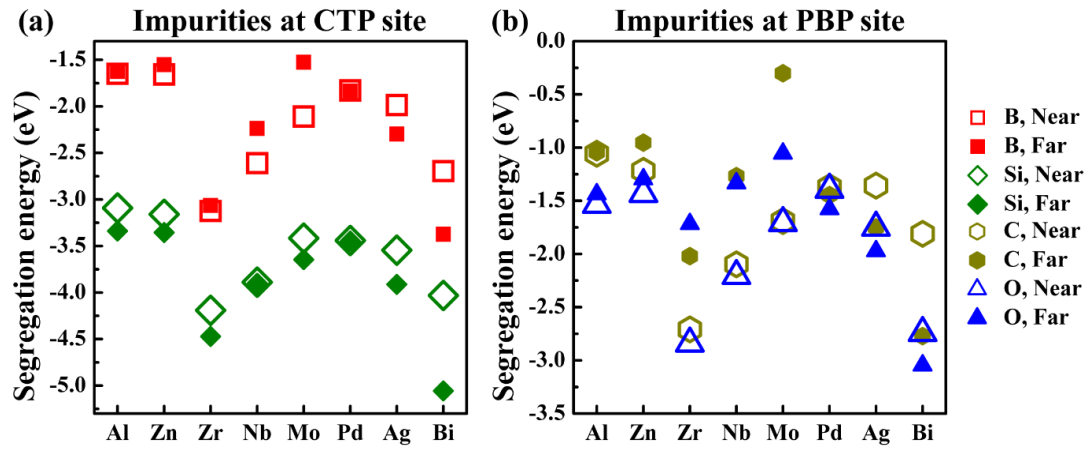 (a) Impurities at CTP site
Segregation energy (eV)
-1.5
-2.0
-2.5
-3.0
-3.5
-4.0
-4.5
-5.0
Al Zn Zr Nb Mo Pd Ag Bi
(b) Impurities at PBP site
Segregation energy (eV)
0.0
-0.5
-1.0
-1.5
-2.0
-2.5
-3.0
-3.5
Al Zn Zr Nb Mo Pd Ag Bi
B, Near
B, Far
Si, Near
Si, Far
C, Near
C, Far
O, Near
O, Far